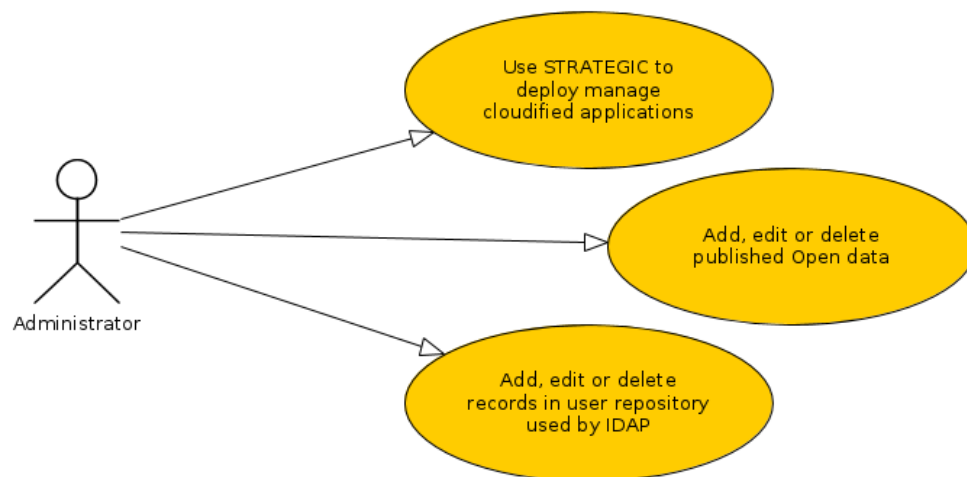 Use STRATEGIC to
deploy manage
cloudified applications
Add, edit or delete
published Open data
Administrator
Add, edit or delete
records in user repository
used by IDAP